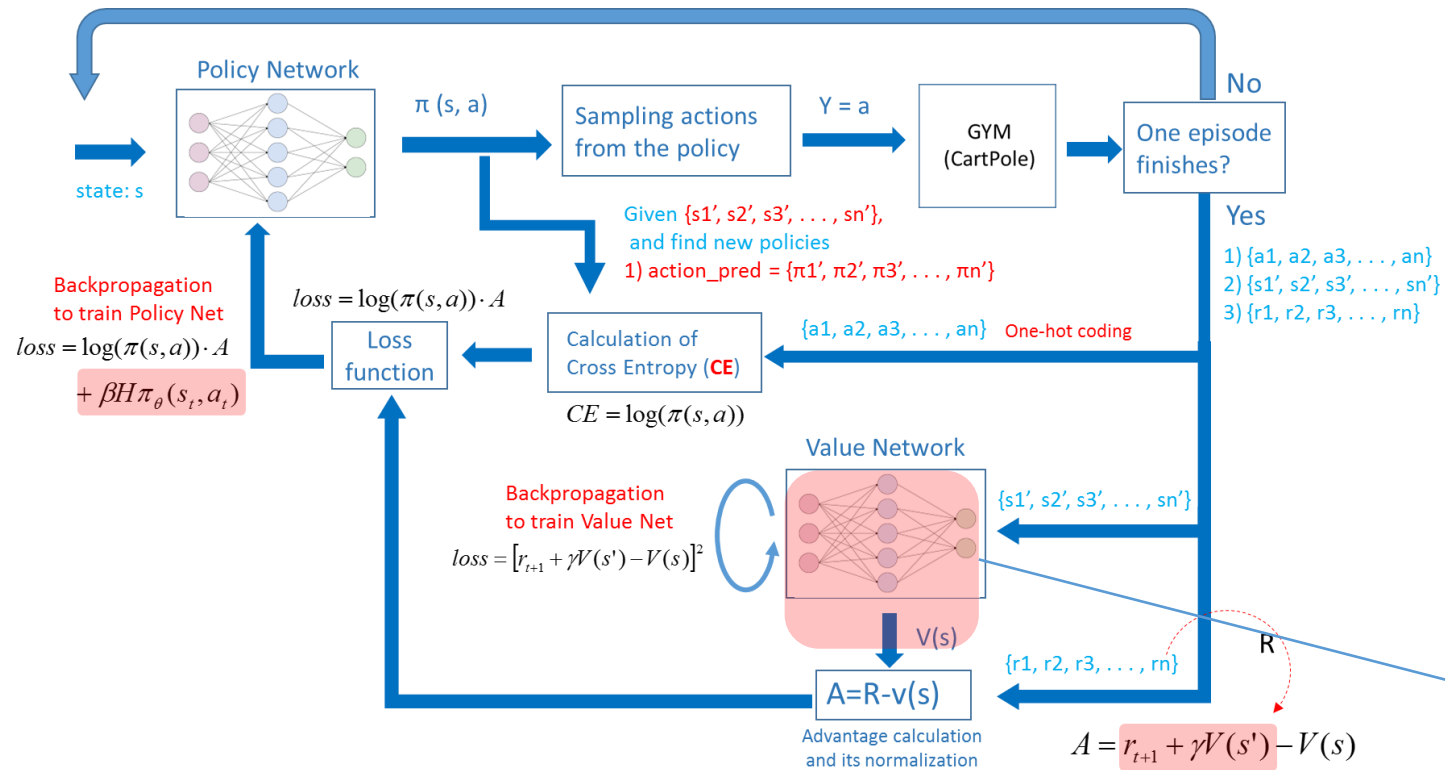 No
Policy Network
π (s, a)
Y = a
Sampling actions
from the policy
GYM
(CartPole)
One episode
finishes?
state: s
Yes
Given {s1’, s2’, s3’, . . . , sn’},
and find new policies
1) action_pred = {π1’, π2’, π3’, . . . , πn’}
1) {a1, a2, a3, . . . , an}
2) {s1’, s2’, s3’, . . . , sn’}
3) {r1, r2, r3, . . . , rn}
Backpropagation
to train Policy Net
loss = log(π(s,a))· A
+ βHπ_θ(s_t, a_t)
loss = log(π(s,a))· A
Loss
function
Calculation of
Cross Entropy (CE)
CE = log(π(s,a))
{a1, a2, a3, . . . , an} One-hot coding
Value Network
Backpropagation
to train Value Net
loss = [r_{t+1} + γV(s') − V(s)]²
{s1’, s2’, s3’, . . . , sn’}
V(s)
{r1, r2, r3, . . . , rn}
R
A=R-v(s)
Advantage calculation
and its normalization
A = r_{t+1} + γV(s') − V(s)